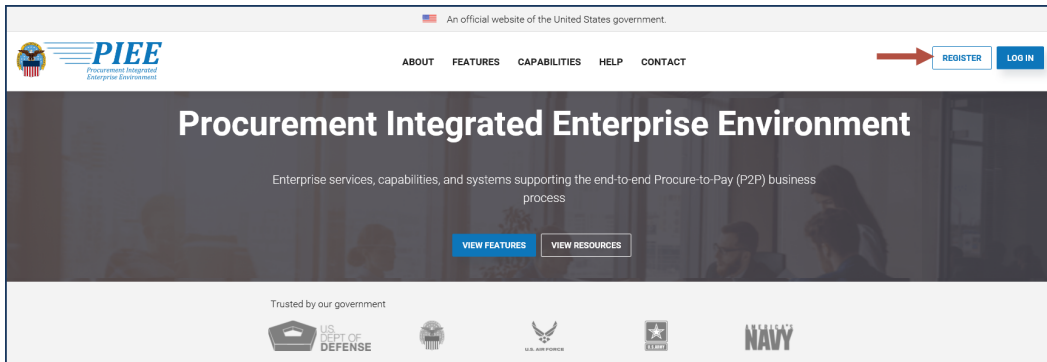 An official website of the United States government.
PIEE
Procurement Integrated
Enterprise Environment
ABOUT FEATURES CAPABILITIES HELP CONTACT
REGISTER LOG IN
Procurement Integrated Enterprise Environment
Enterprise services, capabilities, and systems supporting the end-to-end Procure-to-Pay (P2P) business
process
VIEW FEATURES VIEW RESOURCES
Trusted by our government
U.S.
DEPT OF
DEFENSE
U.S. AIR FORCE
U.S. ARMY
AMERICA'S
NAVY